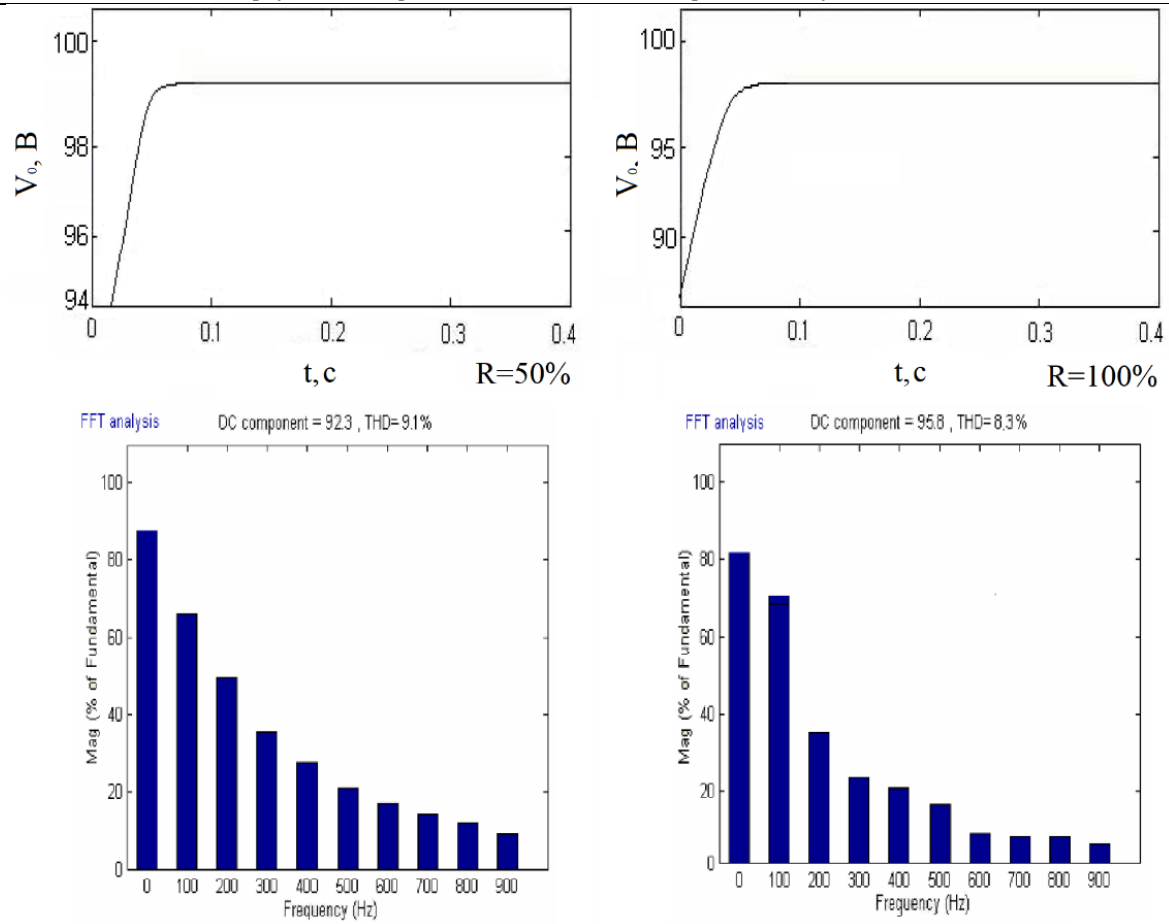 100
98
96
94
V₀, B
0 0.1 0.2 0.3 0.4
t, c R=50%
100
95
90
V₀, B
0 0.1 0.2 0.3 0.4
t, c R=100%
FFT analysis DC component = 92.3 , THD= 9.1%
100
80
60
40
20
0
Mag (% of Fundamental)
0 100 200 300 400 500 600 700 800 900
Frequency (Hz)
FFT analysis DC component = 95.8 , THD= 8.3%
100
80
60
40
20
0
Mag (% of Fundamental)
0 100 200 300 400 500 600 700 800 900
Frequency (Hz)